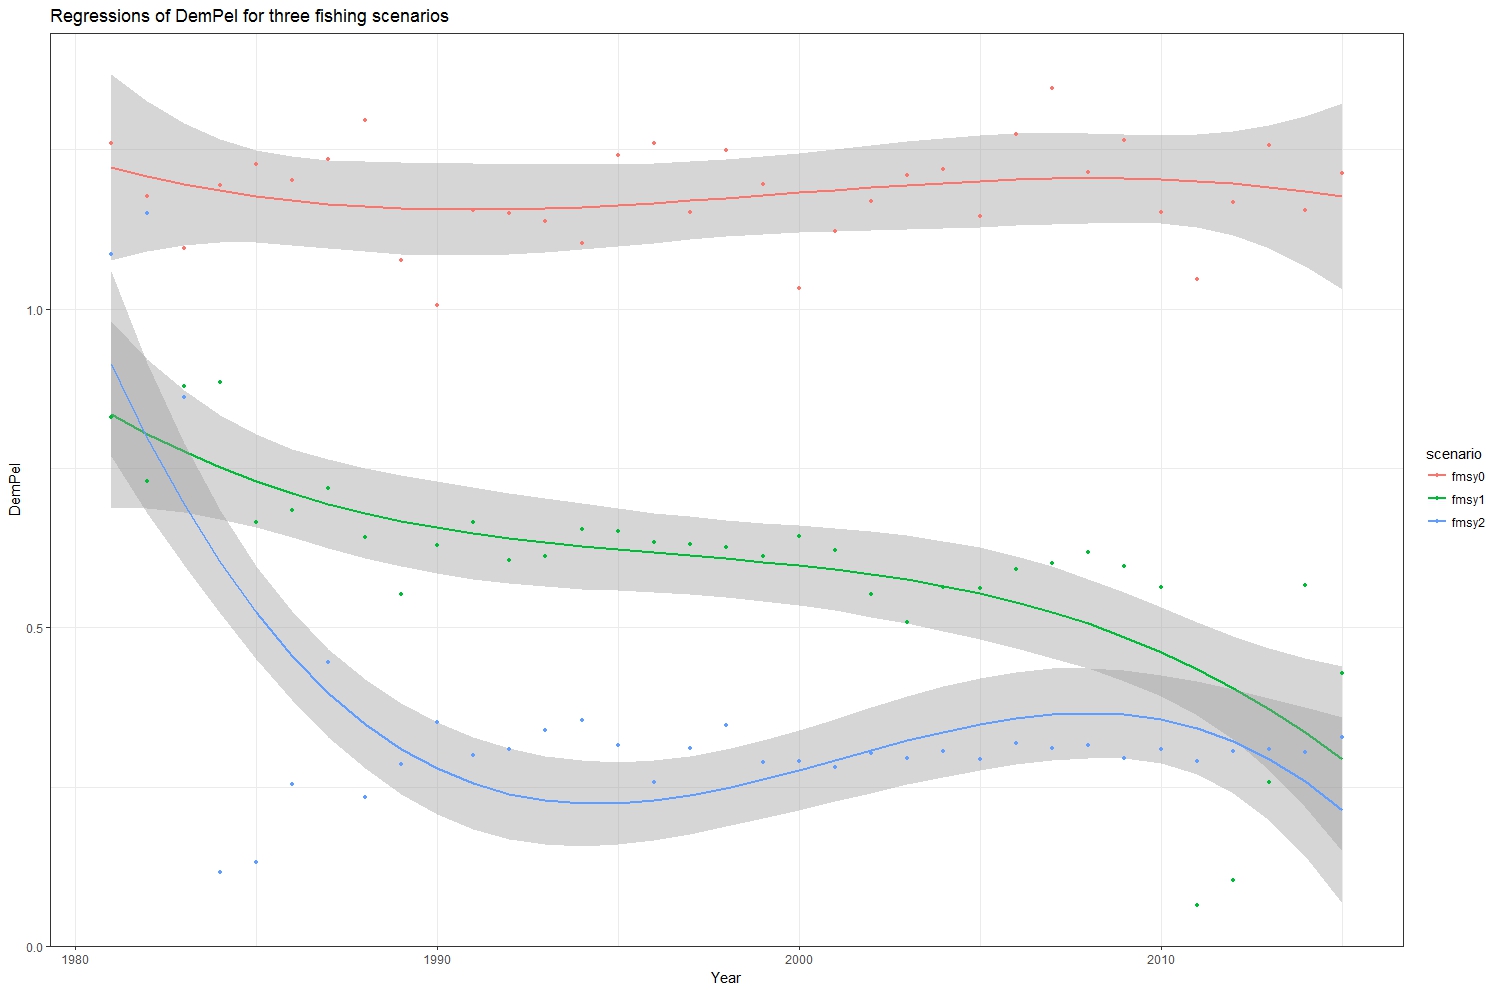 Regressions of DemPel for three fishing scenarios
DemPel
1.0
0.5
0.0
1980
1990
2000
2010
Year
scenario
fmsy0
fmsy1
fmsy2